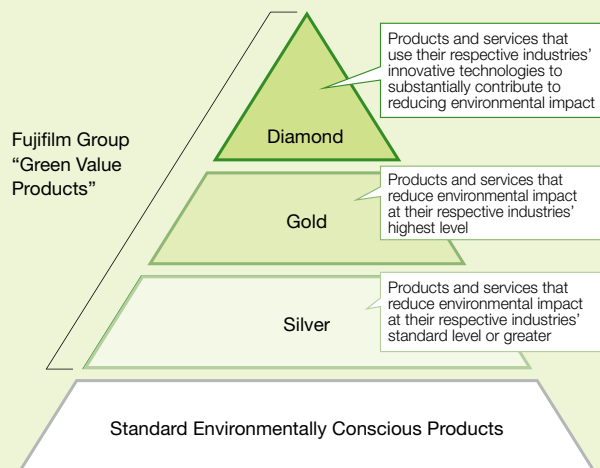 Products and services that
use their respective industries'
innovative technologies to
substantially contribute to
reducing environmental impact
Diamond
Fujifilm Group
“Green Value
Products”
Products and services that
reduce environmental impact
at their respective industries'
highest level
Gold
Products and services that
reduce environmental impact
at their respective industries'
standard level or greater
Silver
Standard Environmentally Conscious Products